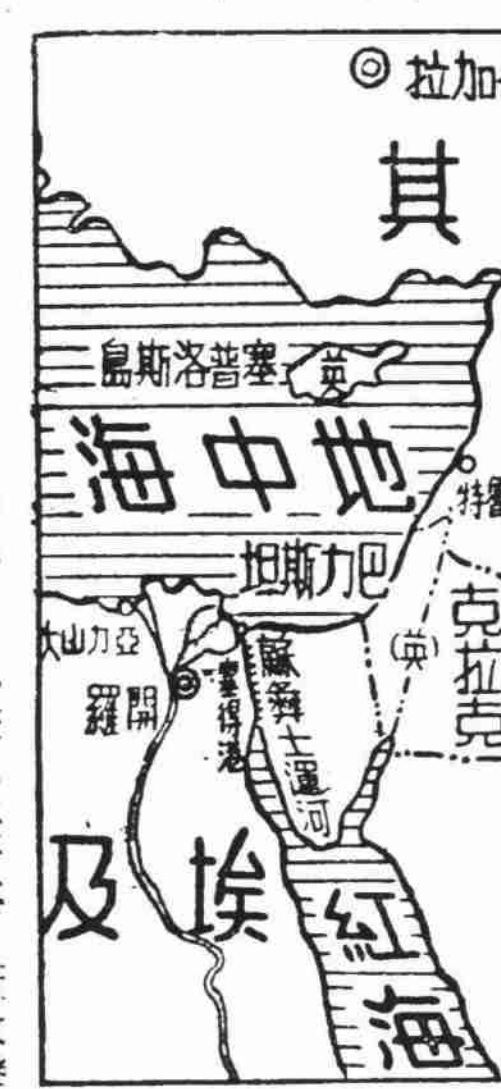 加拉
其
塞普洛斯島
英
地中海
特
巴力斯坦
亞力山大
(英)
克拉克
開羅
塞得港
蘇彝士運河
埃及
紅海